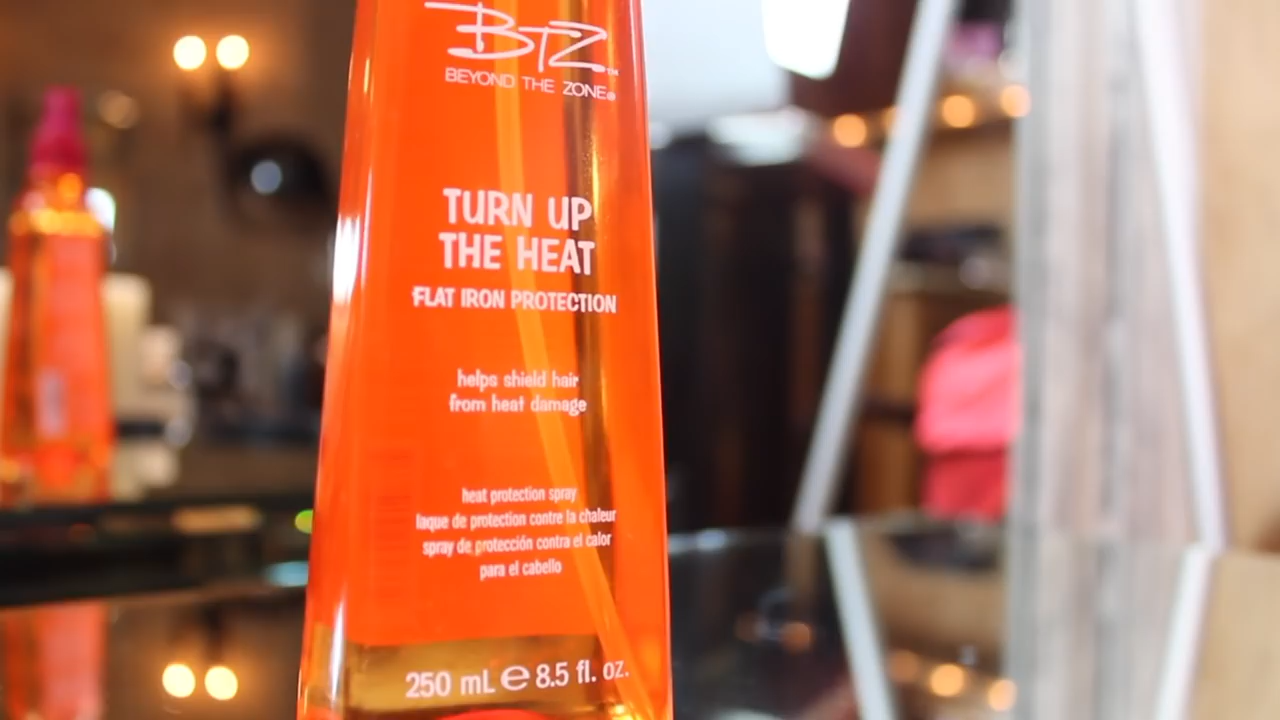 BTZ™
BEYOND THE ZONE®
TURN UP
THE HEAT
FLAT IRON PROTECTION
helps shield hair
from heat damage
heat protection spray
laque de protection contre la chaleur
spray de protección contra el calor
para el cabello
250 mL e 8.5 fl. oz.